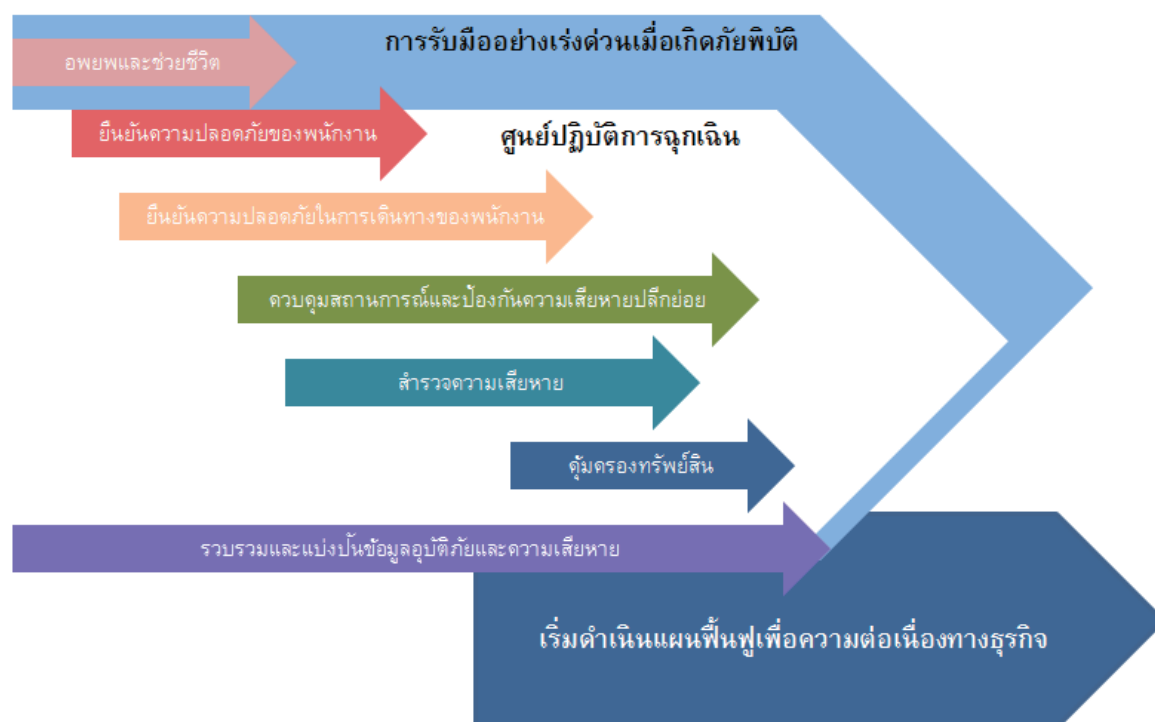 การรับมืออย่างเร่งด่วนเมื่อเกิดภัยพิบัติ
อพยพและช่วยชีวิต
ยืนยันความปลอดภัยของพนักงาน
ศูนย์ปฏิบัติการฉุกเฉิน
ยืนยันความปลอดภัยในการเดินทางของพนักงาน
ควบคุมสถานการณ์และป้องกันความเสียหายปลีกย่อย
สำรวจความเสียหาย
คุ้มครองทรัพย์สิน
รวบรวมและแบ่งปันข้อมูลอุบัติภัยและความเสียหาย
เริ่มดำเนินแผนฟื้นฟูเพื่อความต่อเนื่องทางธุรกิจ